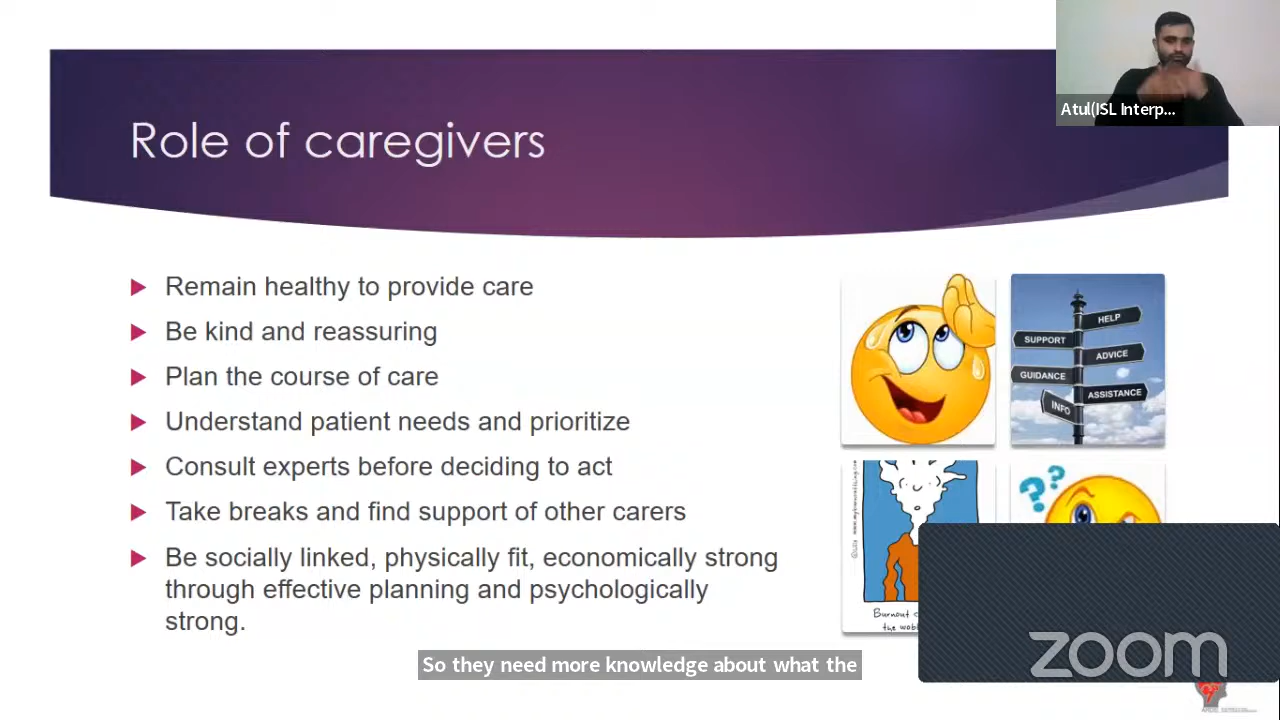 Atul(ISL Interp...
Role of caregivers
Remain healthy to provide care
Be kind and reassuring
Plan the course of care
Understand patient needs and prioritize
Consult experts before deciding to act
Take breaks and find support of other carers
Be socially linked, physically fit, economically strong
through effective planning and psychologically
strong.
HELP
SUPPORT
ADVICE
GUIDANCE
ASSISTANCE
INFO
??
Burnout
the
zoom
So they need more knowledge about what the